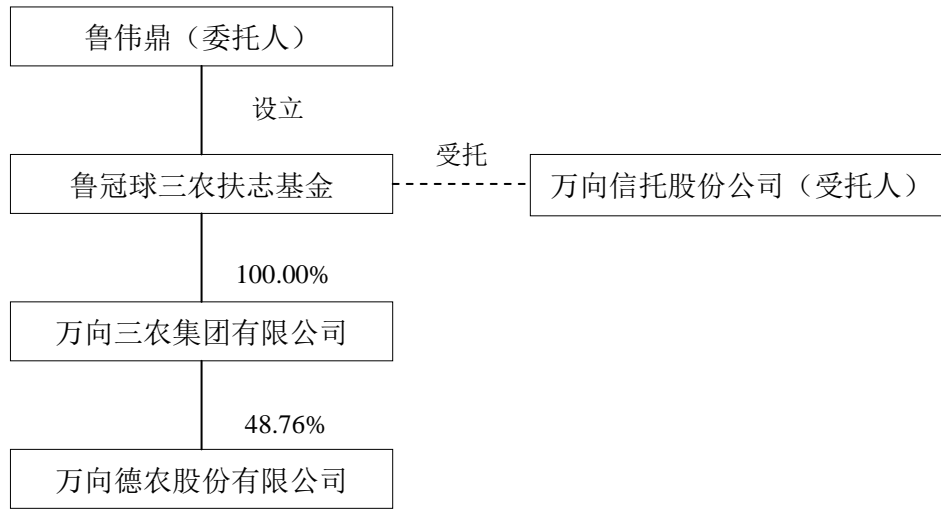 鲁伟鼎（委托人）
设立
受托
鲁冠球三农扶志基金
万向信托股份公司（受托人）
100.00%
万向三农集团有限公司
48.76%
万向德农股份有限公司